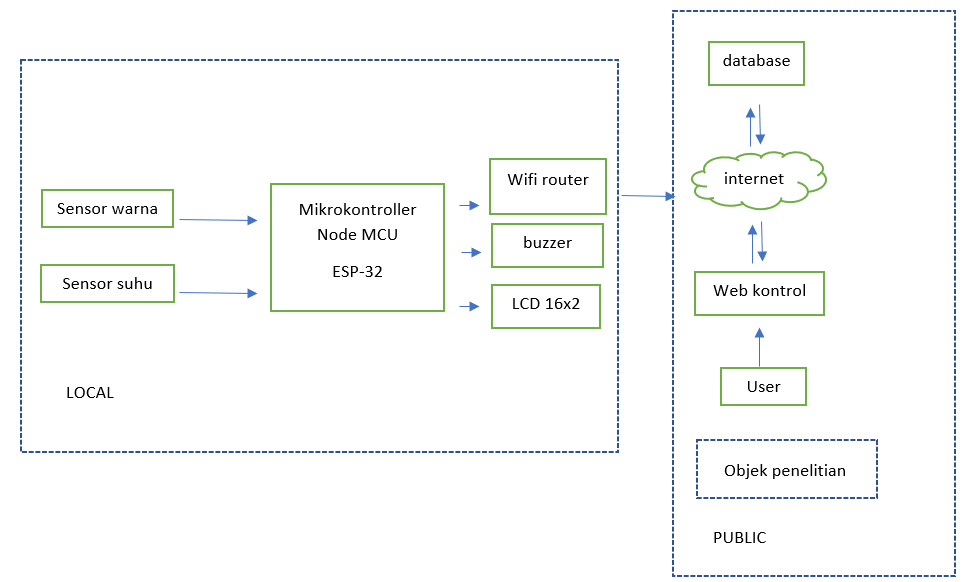 Sensor warna
Sensor suhu
Mikrokontroller
Node MCU
ESP-32
Wifi router
buzzer
LCD 16x2
LOCAL
database
internet
Web kontrol
User
Objek penelitian
PUBLIC